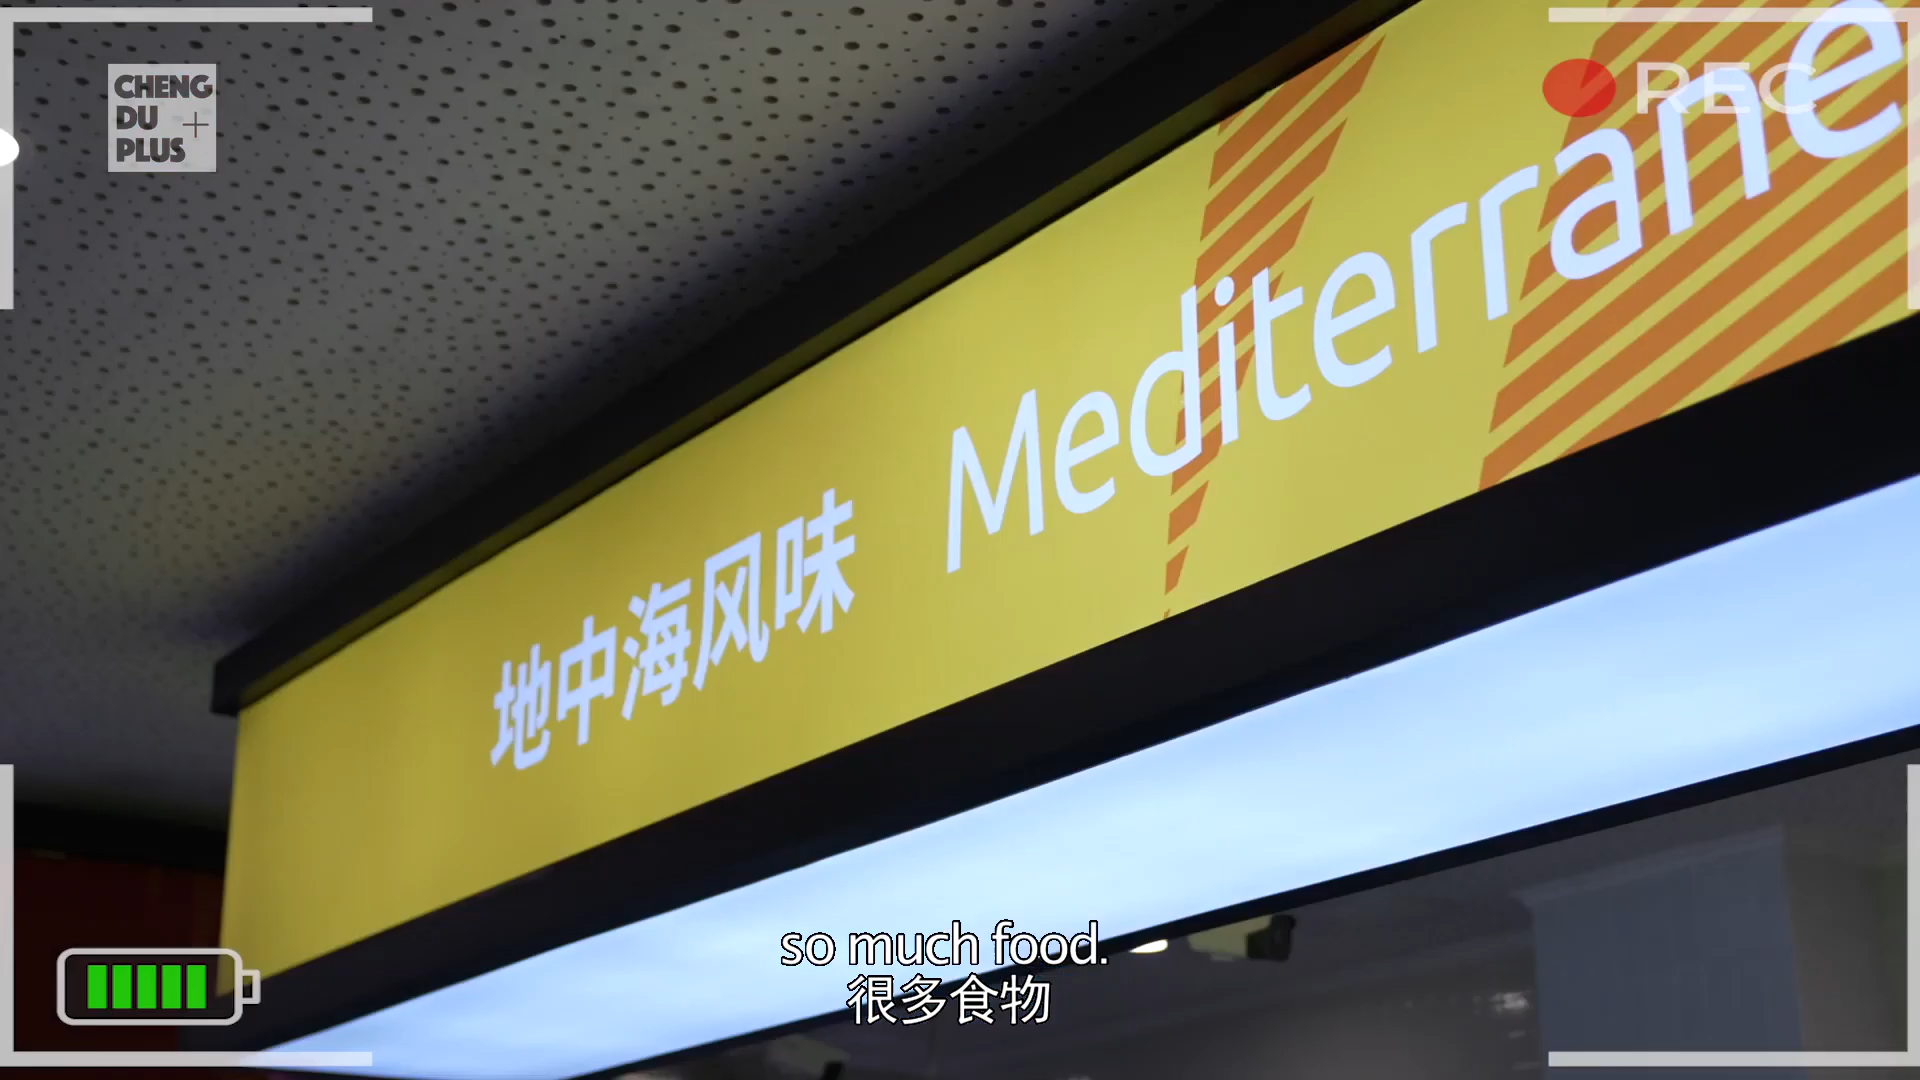 CHENG
DU
PLUS+
REC
地中海风味 Mediterrane
so much food.
很多食物